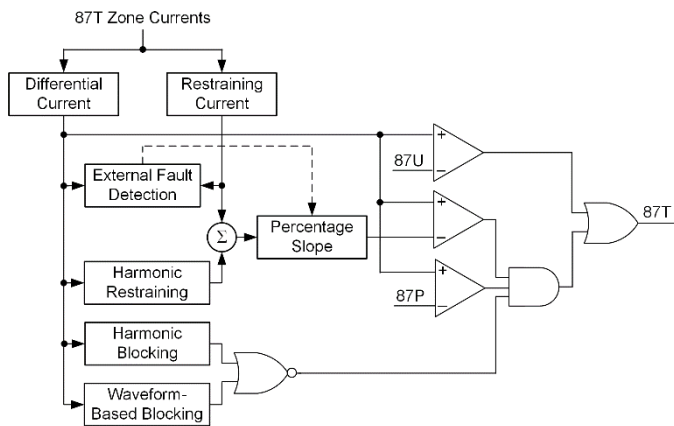 87T Zone Currents
Differential
Current
Restraining
Current
External Fault
Detection
87U
+
−
Σ
Percentage
Slope
+
−
87T
Harmonic
Restraining
+
87P
−
Harmonic
Blocking
Waveform-
Based Blocking